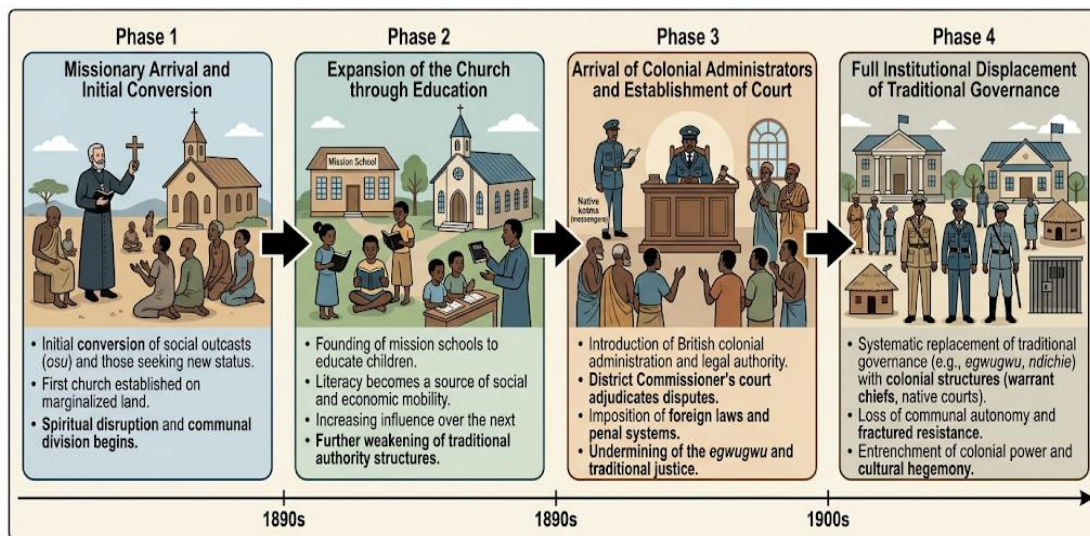 Phase 1
Missionary Arrival and
Initial Conversion
• Initial conversion of social outcasts
(osu) and those seeking new status.
• First church established on
marginalized land.
• Spiritual disruption and communal
division begins.
Phase 2
Expansion of the Church
through Education
Mission School
• Founding of mission schools to
educate children.
• Literacy becomes a source of social
and economic mobility.
• Increasing influence over the next
• Further weakening of traditional
authority structures.
Phase 3
Arrival of Colonial Administrators
and Establishment of Court
Native
kotma
(messengers)
• Introduction of British colonial
administration and legal authority.
• District Commissioner's court
adjudicates disputes.
• Imposition of foreign laws and
penal systems.
• Undermining of the egwugwu and
traditional justice.
Phase 4
Full Institutional Displacement
of Traditional Governance
• Systematic replacement of traditional
governance (e.g., egwugwu, ndichie)
with colonial structures (warrant
chiefs, native courts).
• Loss of communal autonomy and
fractured resistance.
• Entrenchment of colonial power and
cultural hegemony.
1890s
1890s
1900s